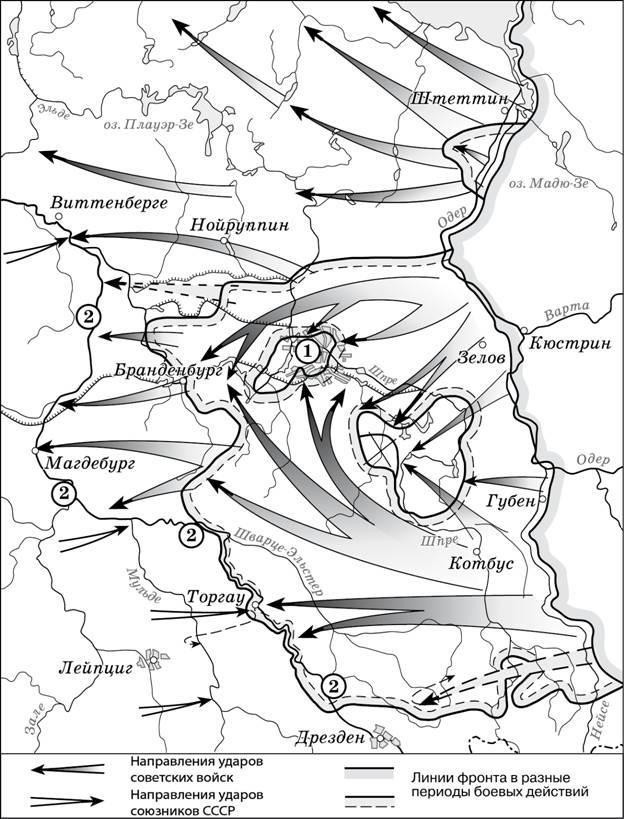 Штеттин
Эльде
оз. Плауэр-Зе
оз. Мадю-Зе
Виттенберге
Одер
Нойруппин
2
Варта
Кюстрин
1
Зелов
Шпре
Бранденбург
Магдебург
Одер
2
Губен
2
Шварце-Эльстер
Шпре
Котбус
Мульде
Торгау
Лейпциг
2
Зале
Нейсе
Дрезден
Направления ударов
советских войск
Направления ударов
союзников СССР
Линии фронта в разные
периоды боевых действий